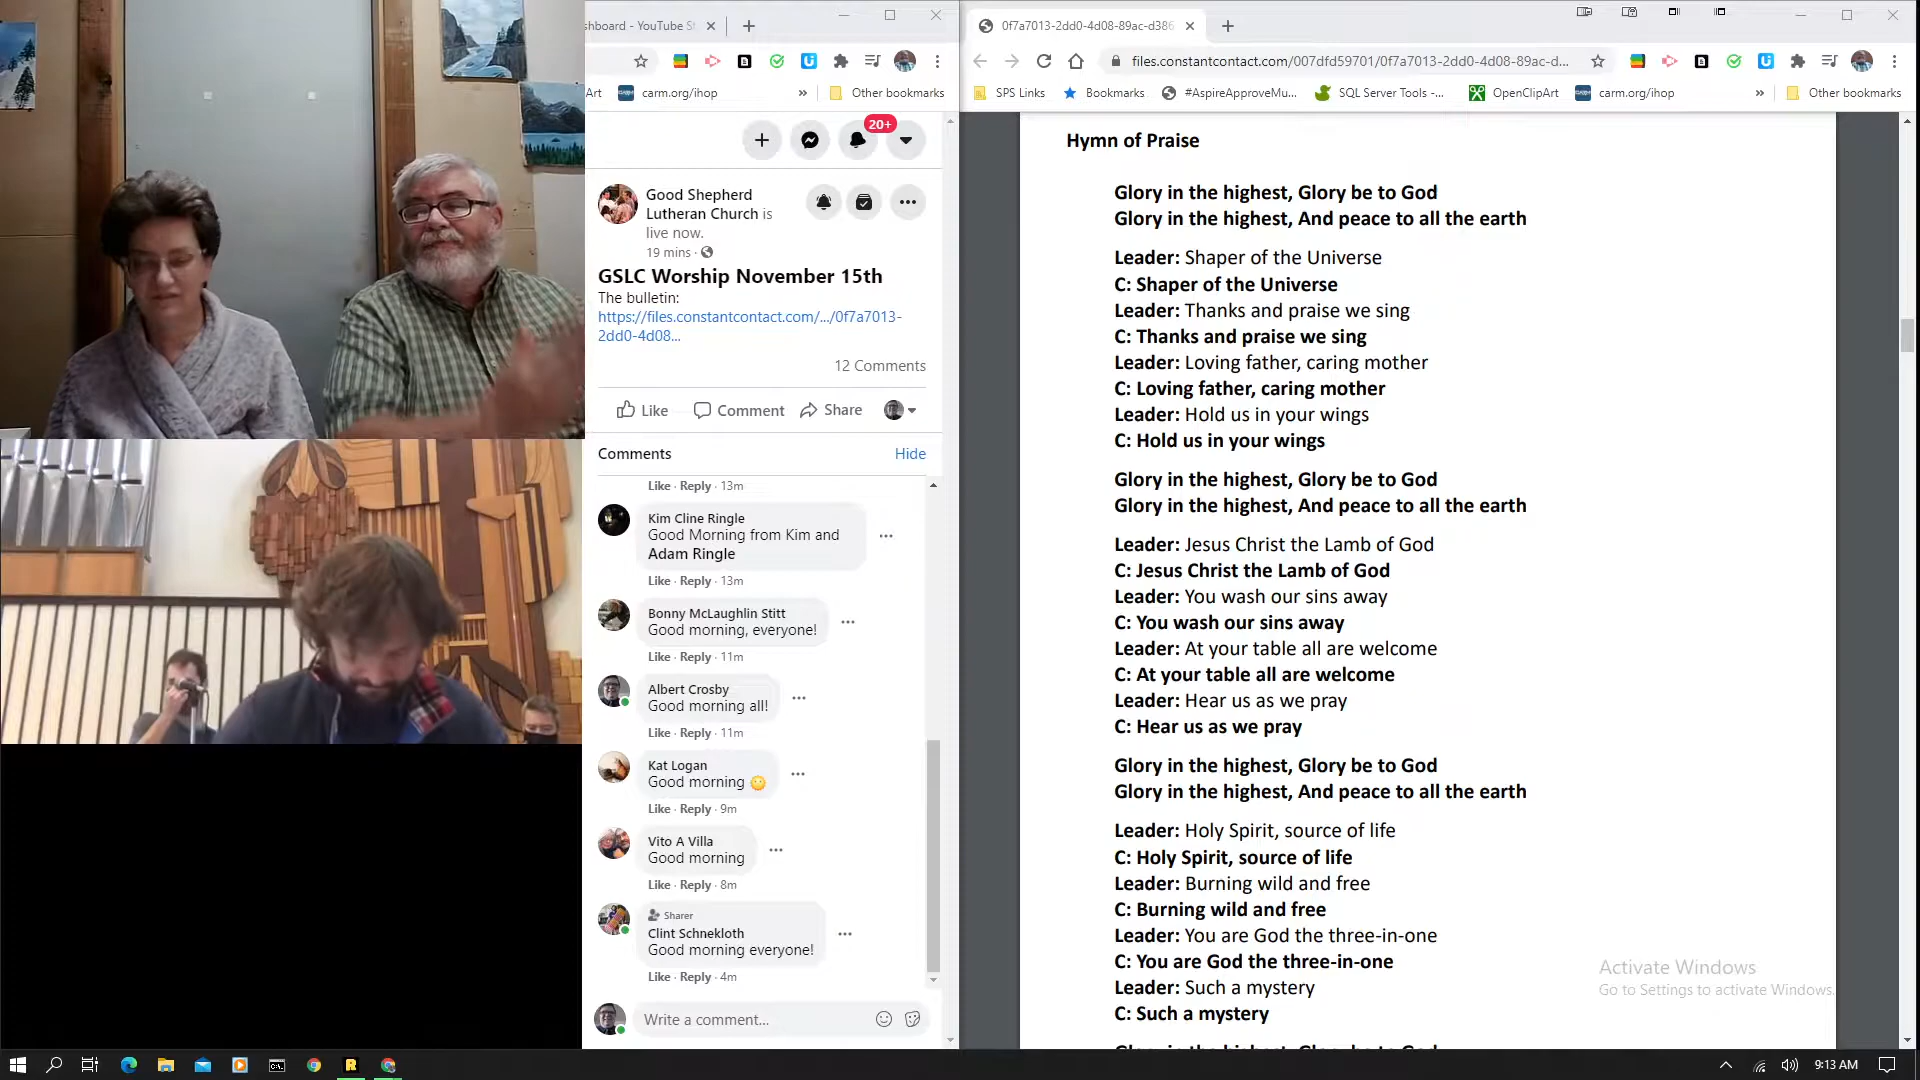 shboard - YouTube St
Art
carm.org/ihop
»
Other bookmarks
20+
Good Shepherd
Lutheran Church is
live now.
19 mins ·
GSLC Worship November 15th
The bulletin:
https://files.constantcontact.com/.../0f7a7013-
2dd0-4d08...
12 Comments
Like
Comment
Share
Comments
Hide
Like · Reply · 13m
Kim Cline Ringle
Good Morning from Kim and
Adam Ringle
Like · Reply · 13m
Bonny McLaughlin Stitt
Good morning, everyone!
Like · Reply · 11m
Albert Crosby
Good morning all!
Like · Reply · 11m
Kat Logan
Good morning 🌞
Like · Reply · 9m
Vito A Villa
Good morning
Like · Reply · 8m
Sharer
Clint Schnekloth
Good morning everyone!
Like · Reply · 4m
Write a comment...
0f7a7013-2dd0-4d08-89ac-d386
files.constantcontact.com/007dfd59701/0f7a7013-2dd0-4d08-89ac-d...
SPS Links
Bookmarks
#AspireApproveMu...
SQL Server Tools -...
OpenClipArt
carm.org/ihop
»
Other bookmarks
Hymn of Praise
Glory in the highest, Glory be to God
Glory in the highest, And peace to all the earth
Leader: Shaper of the Universe
C: Shaper of the Universe
Leader: Thanks and praise we sing
C: Thanks and praise we sing
Leader: Loving father, caring mother
C: Loving father, caring mother
Leader: Hold us in your wings
C: Hold us in your wings
Glory in the highest, Glory be to God
Glory in the highest, And peace to all the earth
Leader: Jesus Christ the Lamb of God
C: Jesus Christ the Lamb of God
Leader: You wash our sins away
C: You wash our sins away
Leader: At your table all are welcome
C: At your table all are welcome
Leader: Hear us as we pray
C: Hear us as we pray
Glory in the highest, Glory be to God
Glory in the highest, And peace to all the earth
Leader: Holy Spirit, source of life
C: Holy Spirit, source of life
Leader: Burning wild and free
C: Burning wild and free
Leader: You are God the three-in-one
C: You are God the three-in-one
Leader: Such a mystery
C: Such a mystery
Glory in the highest, Glory be to God
Activate Windows
Go to Settings to activate Windows.
9:13 AM